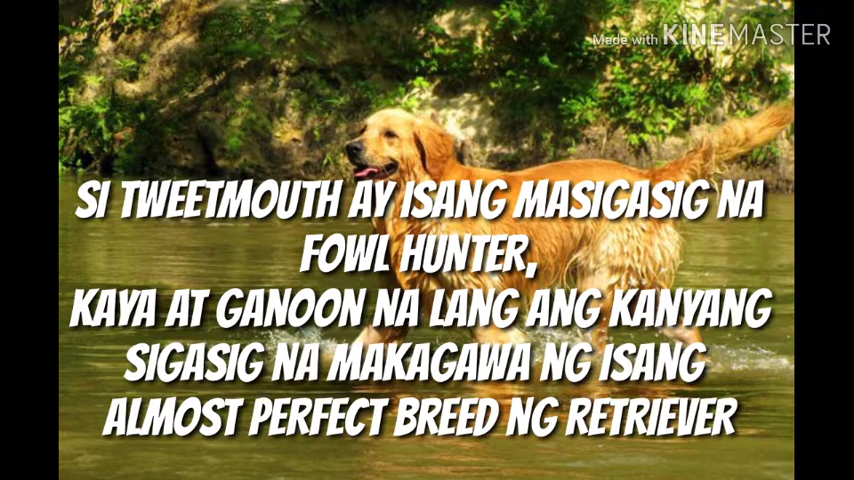 Made with KINEMASTER
SI TWEETMOUTH AY ISANG MASIGASIG NA
FOWL HUNTER,
KAYA AT GANOON NA LANG ANG KANYANG
SIGASIG NA MAKAGAWA NG ISANG
ALMOST PERFECT BREED NG RETRIEVER